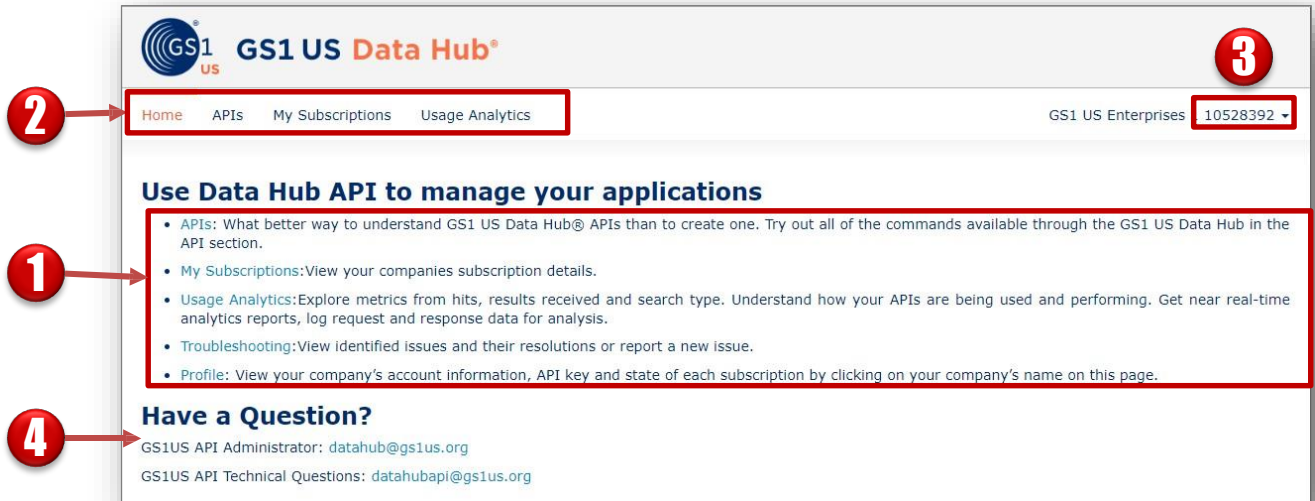 GS1 US
GS1 US Data Hub®
3
2
Home APIs My Subscriptions Usage Analytics
GS1 US Enterprises 10528392
Use Data Hub API to manage your applications
1
• APIs: What better way to understand GS1 US Data Hub® APIs than to create one. Try out all of the commands available through the GS1 US Data Hub in the
API section.
• My Subscriptions:View your companies subscription details.
• Usage Analytics:Explore metrics from hits, results received and search type. Understand how your APIs are being used and performing. Get near real-time
analytics reports, log request and response data for analysis.
• Troubleshooting:View identified issues and their resolutions or report a new issue.
• Profile: View your company’s account information, API key and state of each subscription by clicking on your company’s name on this page.
Have a Question?
4
GS1US API Administrator: datahub@gs1us.org
GS1US API Technical Questions: datahubapi@gs1us.org